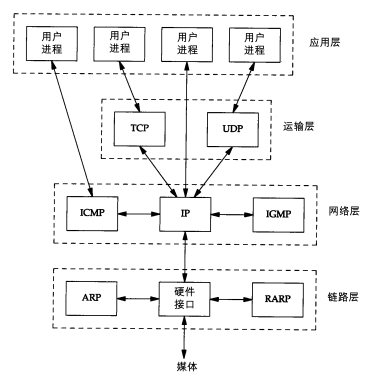 用户
进程
用户
进程
用户
进程
用户
进程
应用层
TCP
UDP
运输层
ICMP
IP
IGMP
网络层
ARP
硬件
接口
RARP
链路层
媒体